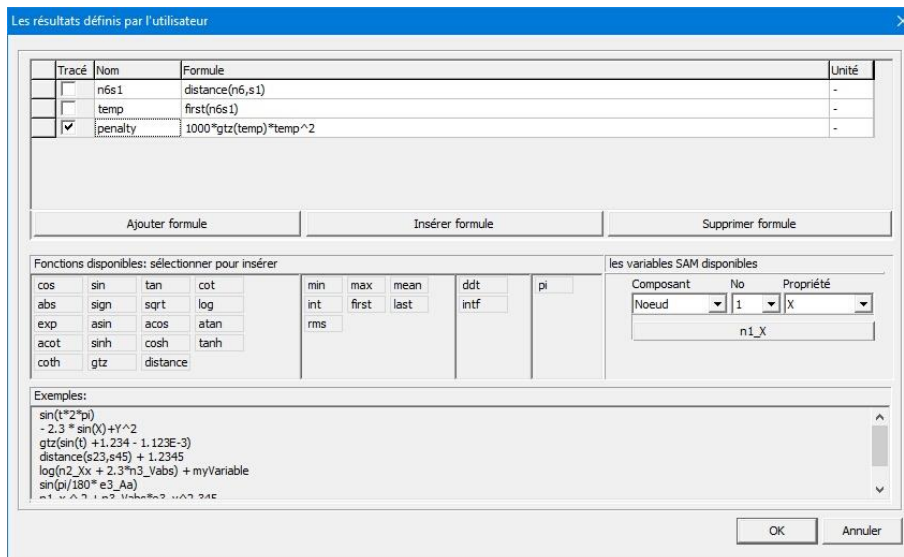 Les résultats définis par l'utilisateur
Tracé Nom Formule Unité
n6s1 distance(n6,s1) -
temp first(n6s1) -
penalty 1000*gtz(temp)*temp^2 -
Ajouter formule Insérer formule Supprimer formule
Fonctions disponibles: sélectionner pour insérer les variables SAM disponibles
cos sin tan cot min max mean ddt pi Composant No Propriété
abs sign sqrt log int first last intf Noeud 1 X
exp asin acos atan rms n1_X
acot sinh cosh tanh
coth gtz distance
Exemples:
sin(t*2*pi)
- 2.3 * sin(X)+Y^2
gtz(sin(t) +1.234 - 1.123E-3)
distance(s23,s45) + 1.2345
log(n2_Xx + 2.3*n3_Vabs) + myVariable
sin(pi/180* e3_Aa)
OK Annuler